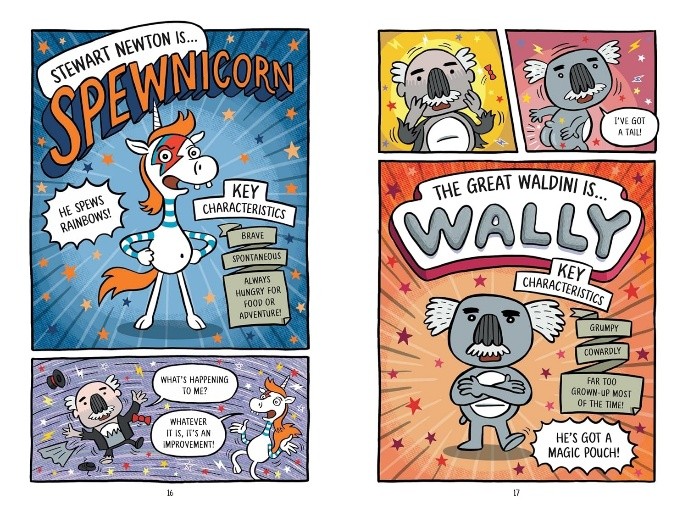 STEWART NEWTON IS...
SPEWNICORN
HE SPEWS
RAINBOWS!
KEY
CHARACTERISTICS
BRAVE
SPONTANEOUS
ALWAYS
HUNGRY FOR
FOOD OR
ADVENTURE!
WHAT'S HAPPENING
TO ME?
WHATEVER
IT IS, IT'S AN
IMPROVEMENT!
16
I'VE GOT
A TAIL!
THE GREAT WALDINI IS...
WALLY
KEY
CHARACTERISTICS
GRUMPY
COWARDLY
FAR TOO
GROWN-UP MOST
OF THE TIME!
HE'S GOT A
MAGIC POUCH!
17